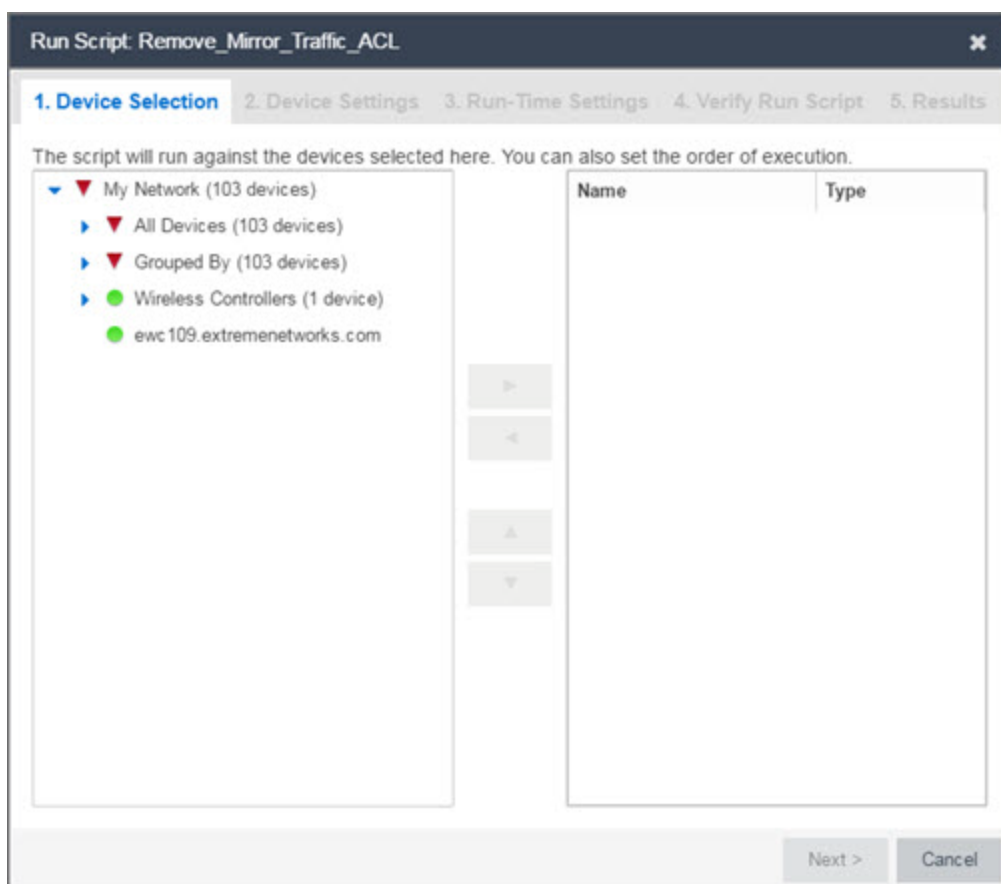 Run Script: Remove_Mirror_Traffic_ACL
1. Device Selection 2. Device Settings 3. Run-Time Settings 4. Verify Run Script 5. Results
The script will run against the devices selected here. You can also set the order of execution.
My Network (103 devices)
All Devices (103 devices)
Grouped By (103 devices)
Wireless Controllers (1 device)
ewc109.extremenetworks.com
Name Type
Next > Cancel